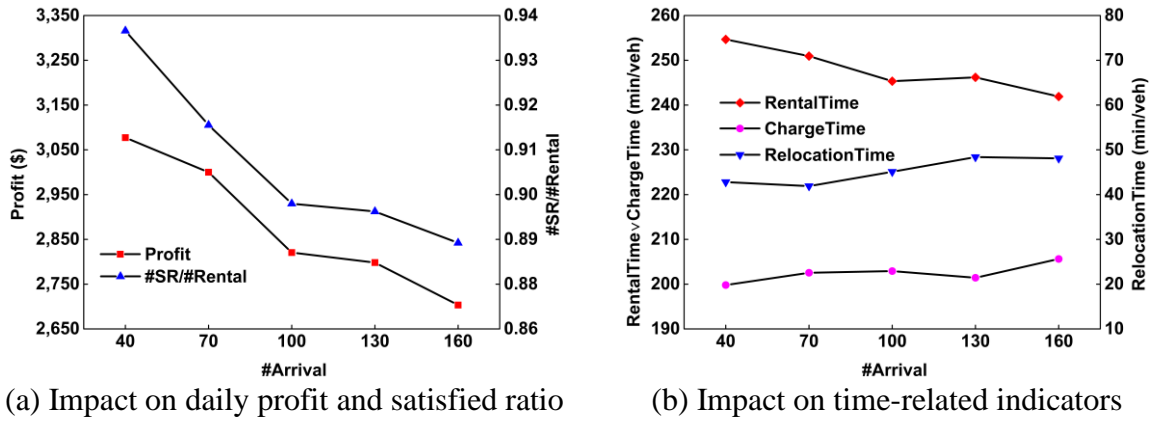 3,350
3,250
3,150
3,050
2,950
2,850
2,750
2,650
Profit ($)
0.94
0.93
0.92
0.91
0.90
0.89
0.88
0.86
#SR/#Rental
Profit
#SR/#Rental
40 70 100 130 160
#Arrival
(a) Impact on daily profit and satisfied ratio
260
250
240
230
220
210
200
190
RentalTime∨ChargeTime (min/veh)
80
70
60
50
40
30
20
10
RelocationTime (min/veh)
RentalTime
ChargeTime
RelocationTime
40 70 100 130 160
#Arrival
(b) Impact on time-related indicators